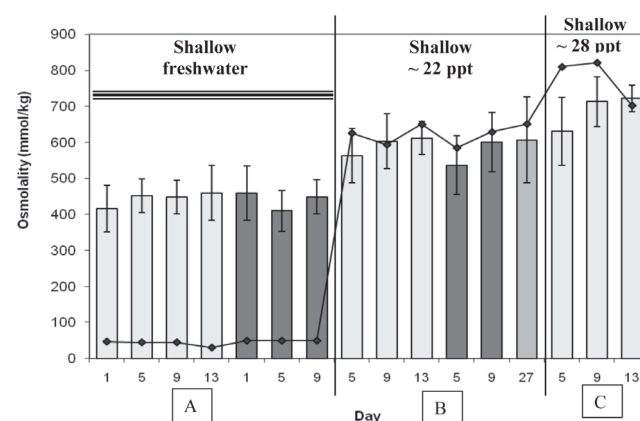 Shallow
freshwater
Shallow
~ 22 ppt
Shallow
~ 28 ppt
Osmolality (mmol/kg)
900
800
700
600
500
400
300
200
100
0
1 5 9 13 1 5 9 5 9 13 5 9 27 5 9 13
A B C
Day